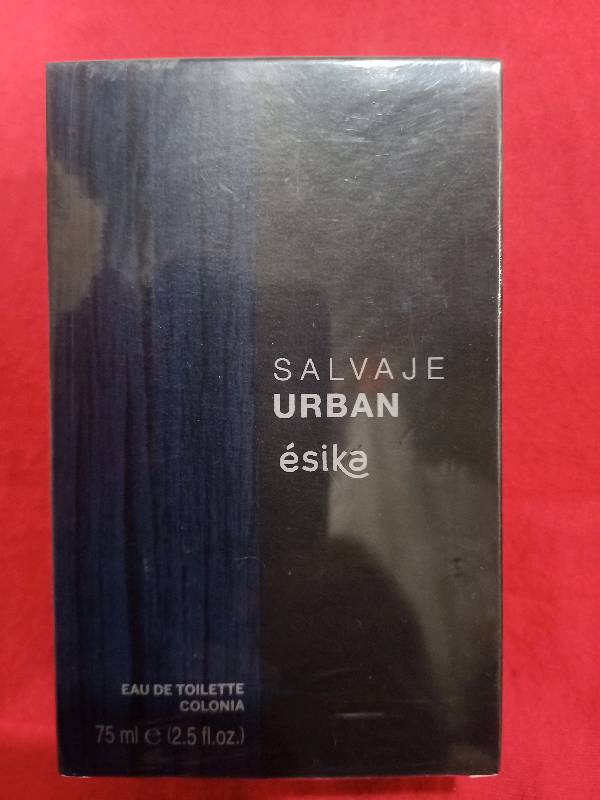 SALVAJE
URBAN
ésika
EAU DE TOILETTE
COLONIA
75 ml ℮ (2.5 fl.oz.)